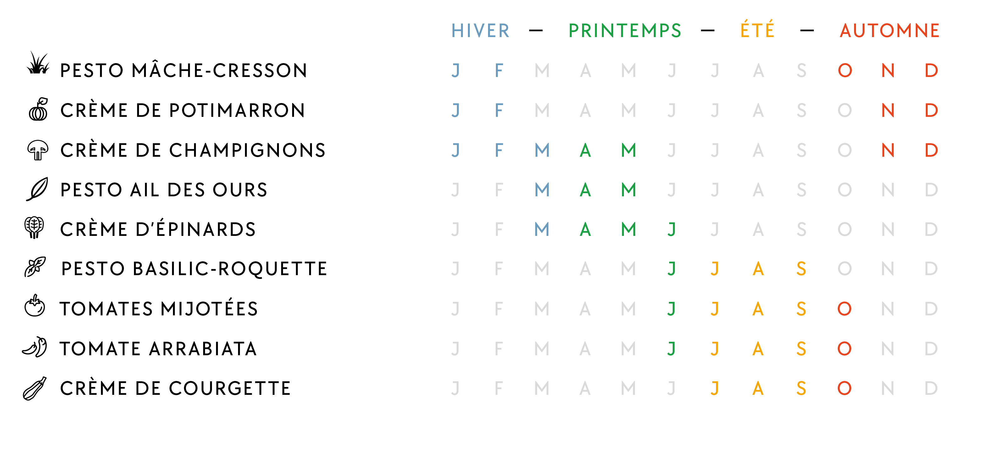 HIVER – PRINTEMPS – ÉTÉ – AUTOMNE
PESTO MÂCHE-CRESSON J F M A M J J A S O N D
CRÈME DE POTIMARRON J F M A M J J A S O N D
CRÈME DE CHAMPIGNONS J F M A M J J A S O N D
PESTO AIL DES OURS J F M A M J J A S O N D
CRÈME D'ÉPINARDS J F M A M J J A S O N D
PESTO BASILIC-ROQUETTE J F M A M J J A S O N D
TOMATES MIJOTÉES J F M A M J J A S O N D
TOMATE ARRABIATA J F M A M J J A S O N D
CRÈME DE COURGETTE J F M A M J J A S O N D